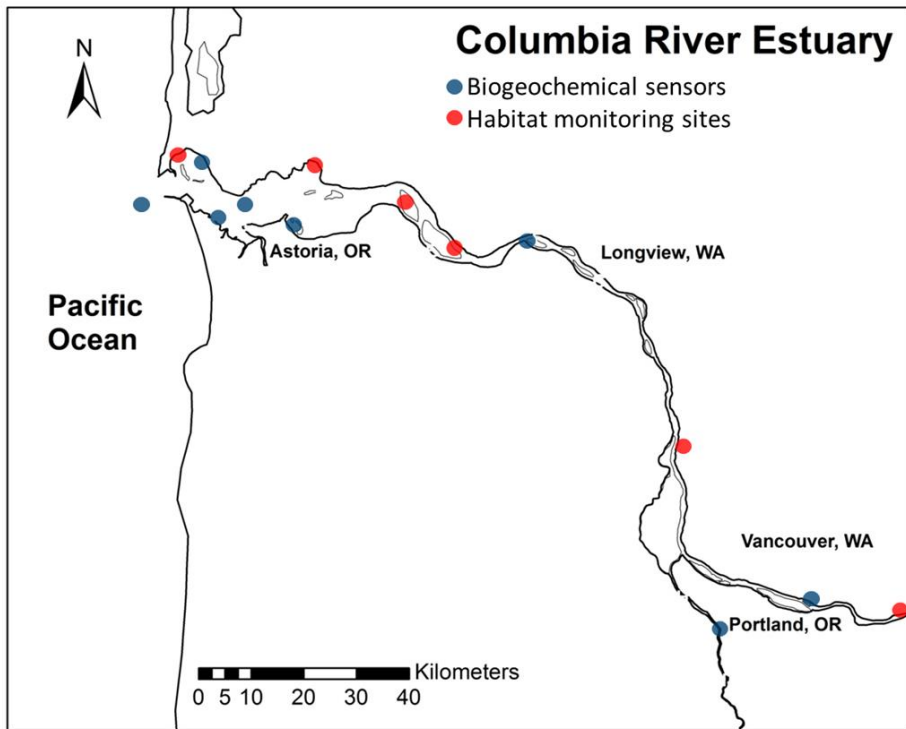 Columbia River Estuary
N
Biogeochemical sensors
Habitat monitoring sites
Astoria, OR
Longview, WA
Pacific
Ocean
Vancouver, WA
Portland, OR
Kilometers
0 5 10 20 30 40